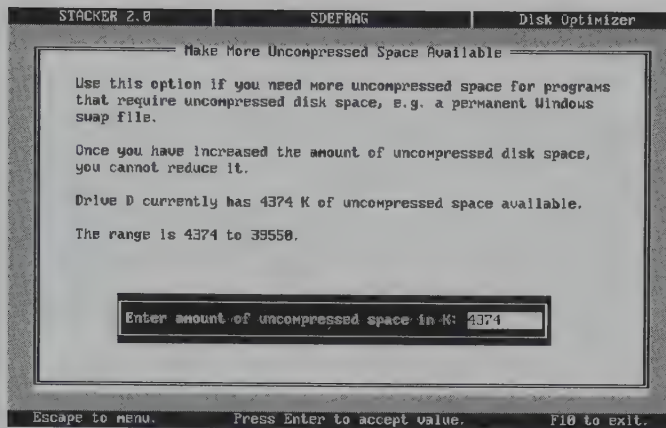 STACKER 2.0 SDEFRAG Disk Optimizer
Make More Uncompressed Space Available
Use this option if you need more uncompressed space for programs
that require uncompressed disk space, e.g. a permanent Windows
swap file.
Once you have increased the amount of uncompressed disk space,
you cannot reduce it.
Drive D currently has 4374 K of uncompressed space available.
The range is 4374 to 39550.
Enter amount of uncompressed space in K: 4374
Escape to menu. Press Enter to accept value. F10 to exit.